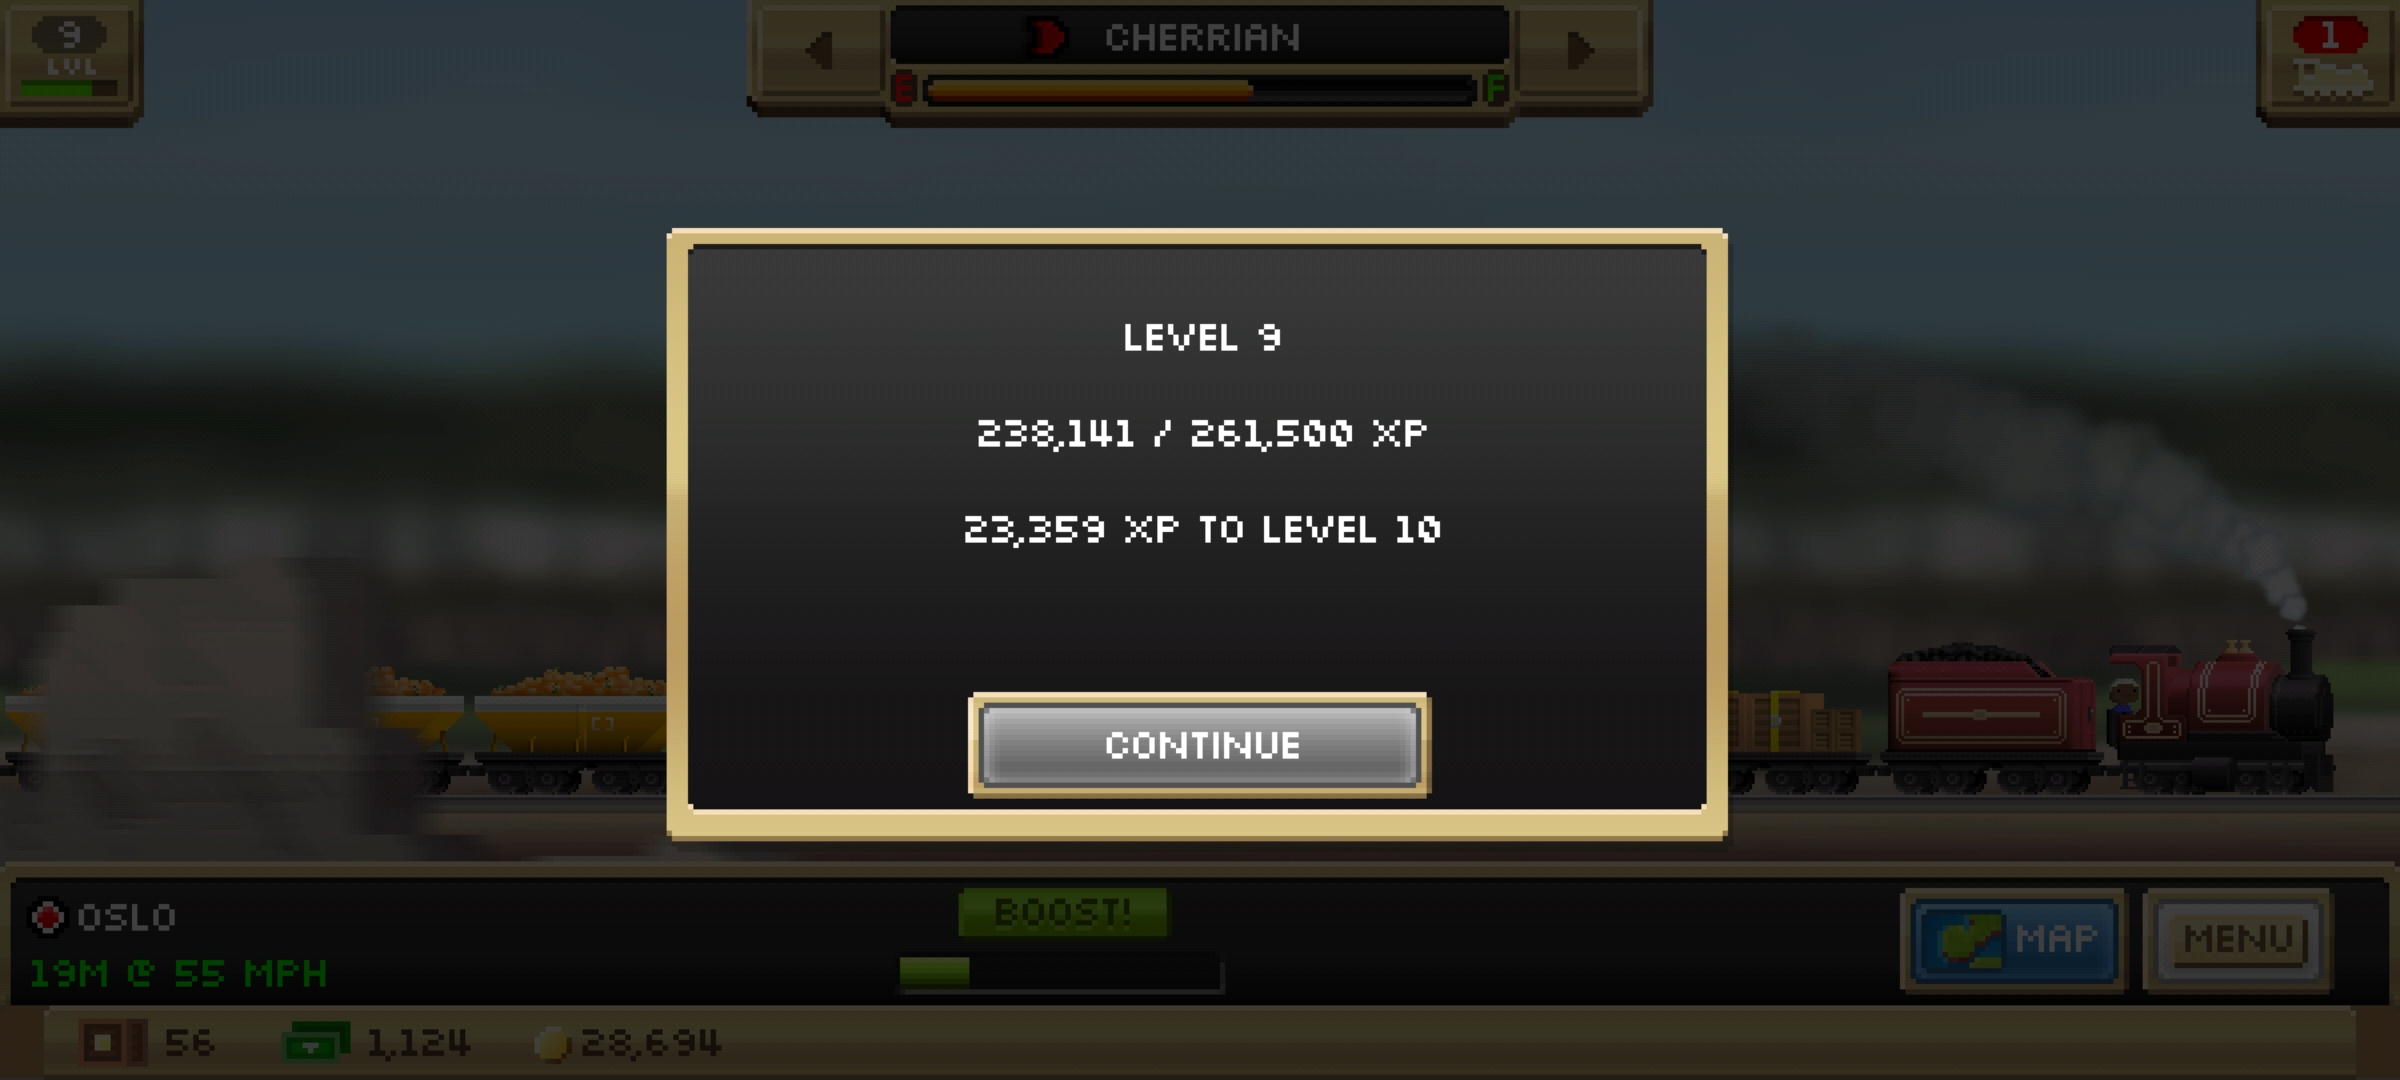 9
LVL
CHERRIAN
E F
1
LEVEL 9
238,141 / 261,500 XP
23,359 XP TO LEVEL 10
CONTINUE
OSLO
19M @ 55 MPH
BOOST!
MAP
MENU
56 1,124 28,694